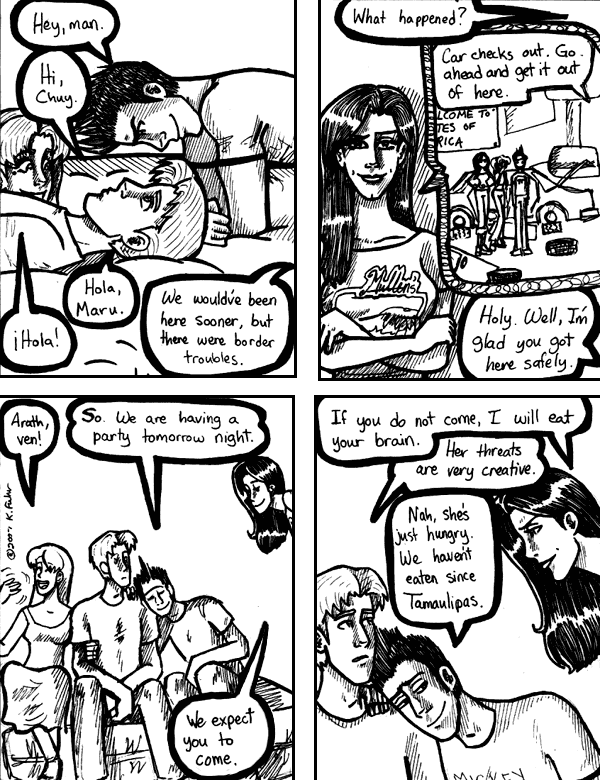 Hey, man.
Hi,
Chuy.
Hola,
Maru.
¡Hola!
We would've been
here sooner, but
there were border
troubles.
What happened?
Car checks out. Go
ahead and get it out
of here.
LCOME TO
TES OF
RICA
Holy. Well, I'm
glad you got
here safely.
Arath,
ven!
So. We are having a
party tomorrow night.
We expect
you to
come.
©2007 K.
If you do not come, I will eat
your brain.
Her threats
are very creative.
Nah, she's
just hungry.
We haven't
eaten since
Tamaulipas.
MICKEY